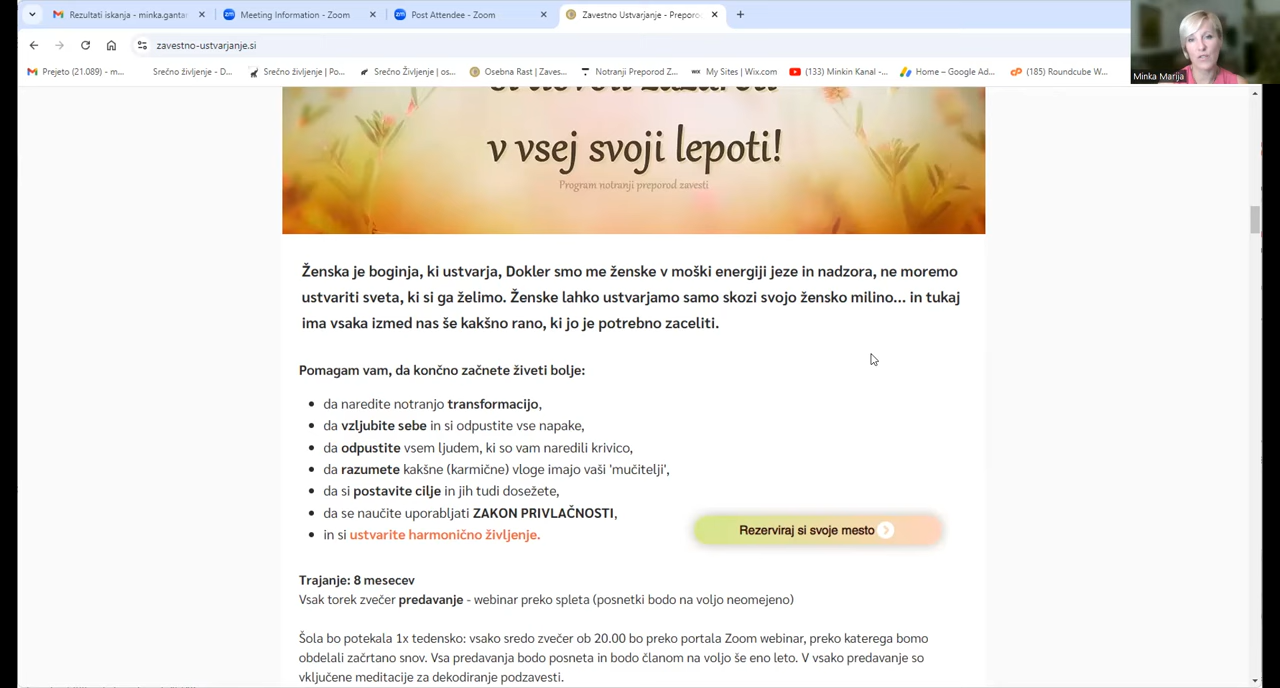 Rezultati iskanja - minka.gantar
Meeting Information - Zoom
Post Attendee - Zoom
Zavestno Ustvarjanje - Preporo
zavestno-ustvarjanje.si
Prejeto (21.089) - m...
Srečno življenje - D...
Srečno življenje | Po...
Srečno Življenje | os...
Osebna Rast | Zaves...
Notranji Preporod Z...
My Sites | Wix.com
(133) Minkin Kanal -...
Home – Google Ad...
(185) Roundcube W...
Minka Marija
v vsej svoji lepoti!
Program notranji preporod zavesti
Ženska je boginja, ki ustvarja, Dokler smo me ženske v moški energiji jeze in nadzora, ne moremo
ustvariti sveta, ki si ga želimo. Ženske lahko ustvarjamo samo skozi svojo žensko milino... in tukaj
ima vsaka izmed nas še kakšno rano, ki jo je potrebno zaceliti.
Pomagam vam, da končno začnete živeti bolje:
da naredite notranjo transformacijo,
da vzljubite sebe in si odpustite vse napake,
da odpustite vsem ljudem, ki so vam naredili krivico,
da razumete kakšne (karmične) vloge imajo vaši 'mučitelji',
da si postavite cilje in jih tudi dosežete,
da se naučite uporabljati ZAKON PRIVLAČNOSTI,
in si ustvarite harmonično življenje.
Rezerviraj si svoje mesto
Trajanje: 8 mesecev
Vsak torek zvečer predavanje - webinar preko spleta (posnetki bodo na voljo neomejeno)
Šola bo potekala 1x tedensko: vsako sredo zvečer ob 20.00 bo preko portala Zoom webinar, preko katerega bomo
obdelali začrtano snov. Vsa predavanja bodo posneta in bodo članom na voljo še eno leto. V vsako predavanje so
vključene meditacije za dekodiranje podzavesti.